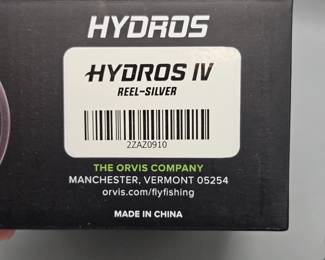 HYDROS
HYDROS IV
REEL-SILVER
2ZAZ0910
THE ORVIS COMPANY
MANCHESTER, VERMONT 05254
orvis.com/flyfishing
MADE IN CHINA